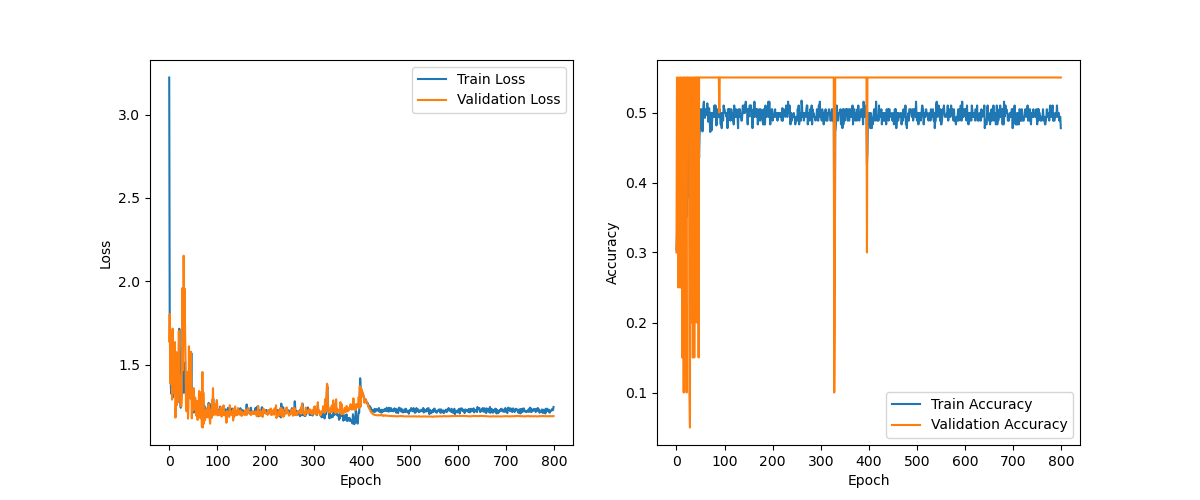 Train Loss
Validation Loss
3.0
2.5
2.0
1.5
Loss
0 100 200 300 400 500 600 700 800
Epoch
0.5
0.4
0.3
0.2
0.1
Accuracy
Train Accuracy
Validation Accuracy
0 100 200 300 400 500 600 700 800
Epoch